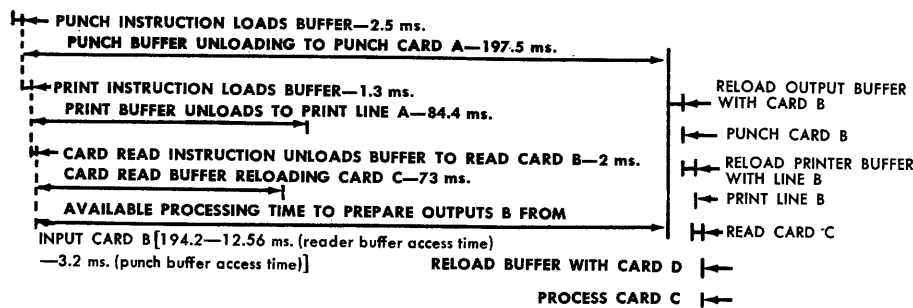 PUNCH INSTRUCTION LOADS BUFFER—2.5 ms.
PUNCH BUFFER UNLOADING TO PUNCH CARD A—197.5 ms.
PRINT INSTRUCTION LOADS BUFFER—1.3 ms.
PRINT BUFFER UNLOADS TO PRINT LINE A—84.4 ms.
CARD READ INSTRUCTION UNLOADS BUFFER TO READ CARD B—2 ms.
CARD READ BUFFER RELOADING CARD C—73 ms.
AVAILABLE PROCESSING TIME TO PREPARE OUTPUTS B FROM
INPUT CARD B [194.2—12.56 ms. (reader buffer access time)
—3.2 ms. (punch buffer access time)]
RELOAD OUTPUT BUFFER
WITH CARD B
PUNCH CARD B
RELOAD PRINTER BUFFER
WITH LINE B
PRINT LINE B
READ CARD C
RELOAD BUFFER WITH CARD D
PROCESS CARD C